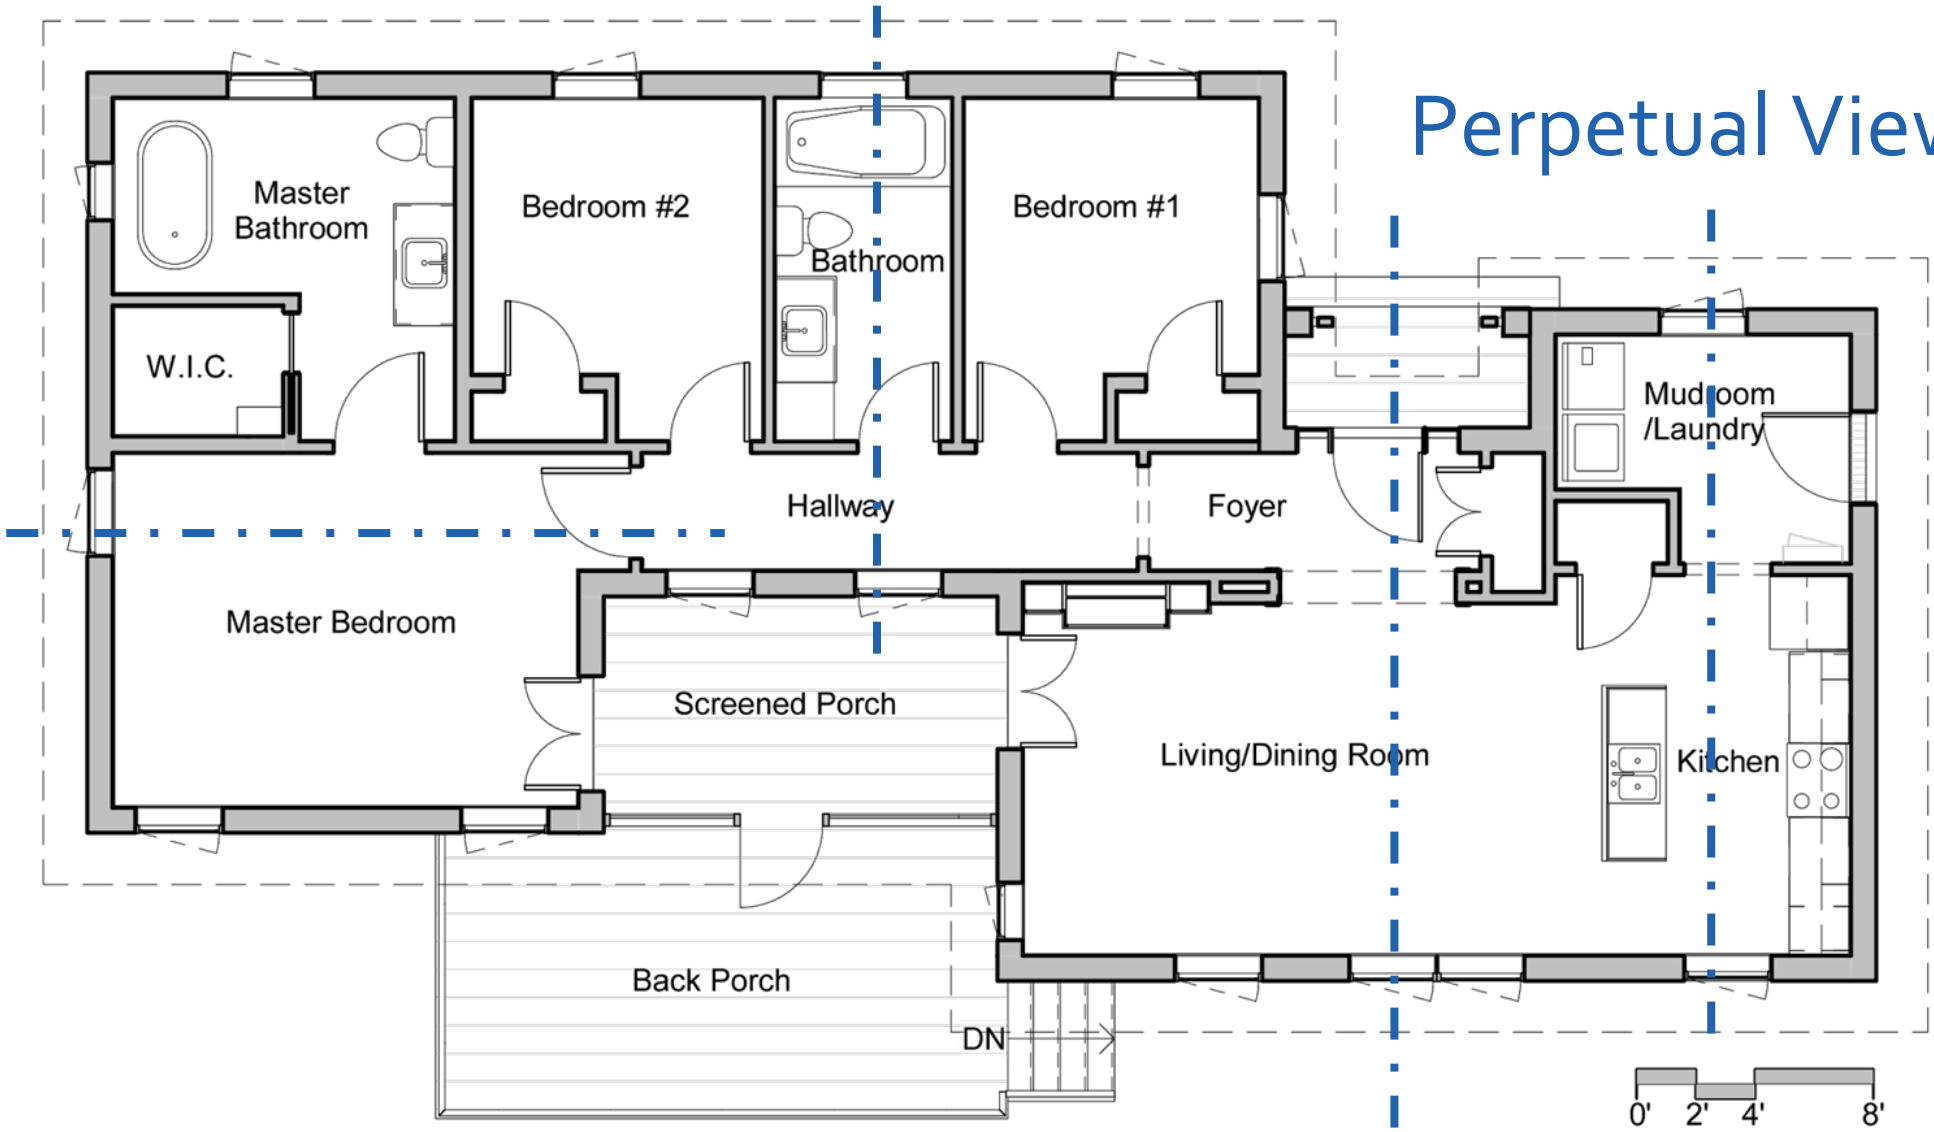 Perpetual View
Master
Bathroom
Bedroom #2
Bedroom #1
Bathroom
W.I.C.
Mudroom
/Laundry
Hallway
Foyer
Master Bedroom
Screened Porch
Living/Dining Room
Kitchen
Back Porch
DN
0' 2' 4' 8'